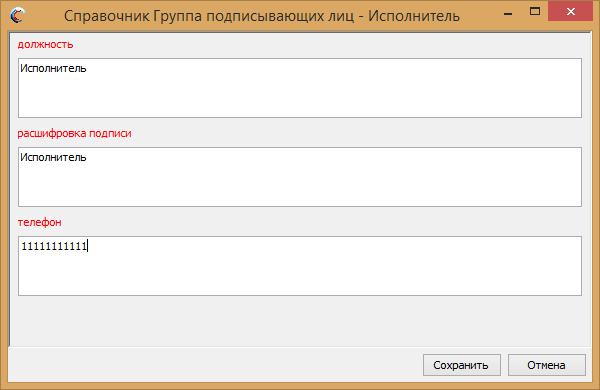 Справочник Группа подписывающих лиц - Исполнитель
должность
Исполнитель
расшифровка подписи
Исполнитель
телефон
11111111111
Сохранить
Отмена